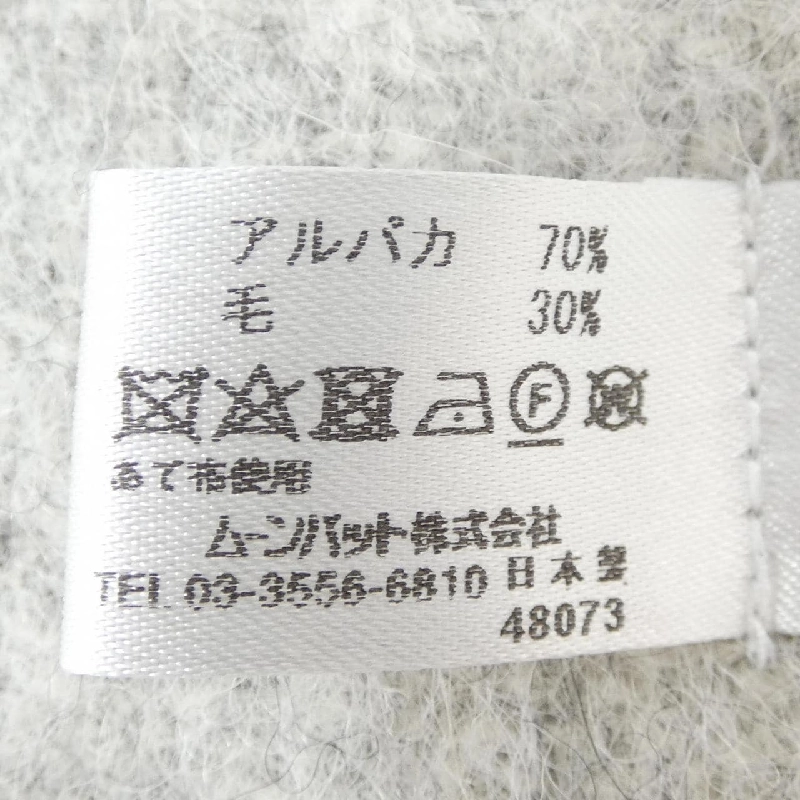 アルパカ 70%
毛 30%
F W
あて布使用
ムーンバット株式会社
TEL 03-3556-6810 日本製
48073